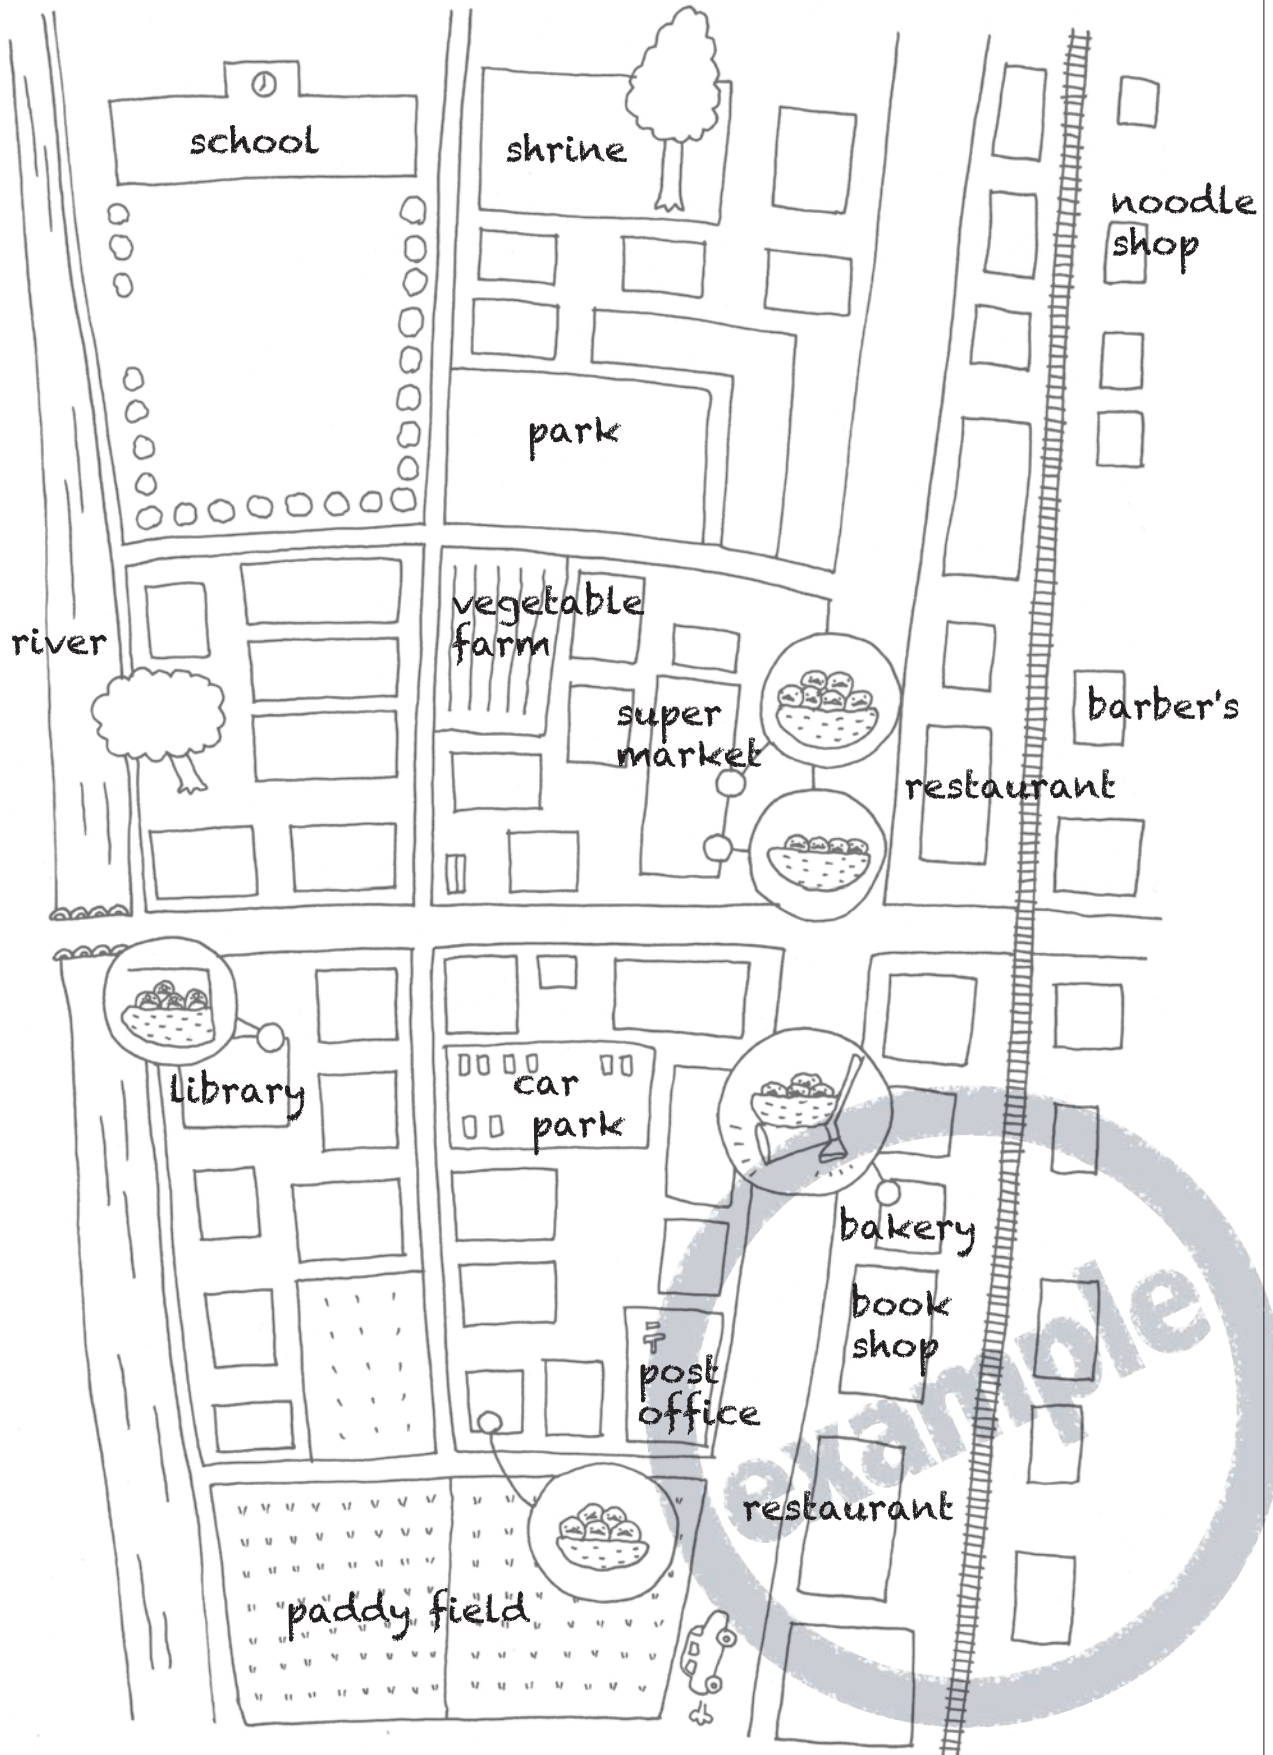 school
shrine
noodle
shop
park
vegetable
farm
river
super
market
barber's
restaurant
library
car
park
bakery
book
shop
〒
post
office
restaurant
paddy field
example